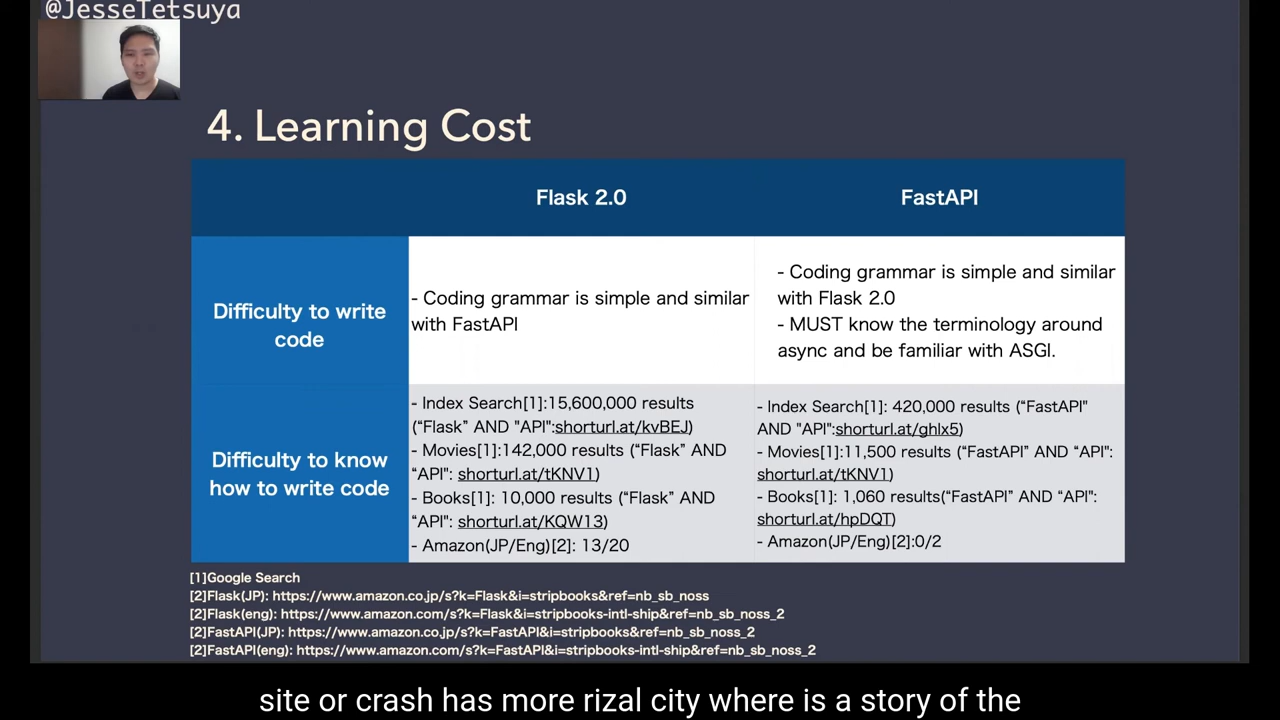 @JesseTetsuya
4. Learning Cost
Flask 2.0
FastAPI
Difficulty to write
code
- Coding grammar is simple and similar
with FastAPI
- Coding grammar is simple and similar
with Flask 2.0
- MUST know the terminology around
async and be familiar with ASGI.
Difficulty to know
how to write code
- Index Search[1]:15,600,000 results
(“Flask” AND "API":shorturl.at/kvBEJ)
- Movies[1]:142,000 results (“Flask” AND
“API": shorturl.at/tKNV1)
- Books[1]: 10,000 results (“Flask” AND
“API": shorturl.at/KQW13)
- Amazon(JP/Eng)[2]: 13/20
- Index Search[1]: 420,000 results (“FastAPI"
AND "API":shorturl.at/ghIx5)
- Movies[1]:11,500 results (“FastAPI” AND “API":
shorturl.at/tKNV1)
- Books[1]: 1,060 results(“FastAPI” AND “API":
shorturl.at/hpDQT)
- Amazon(JP/Eng)[2]:0/2
[1]Google Search
[2]Flask(JP): https://www.amazon.co.jp/s?k=Flask&i=stripbooks&ref=nb_sb_noss
[2]Flask(eng): https://www.amazon.com/s?k=Flask&i=stripbooks-intl-ship&ref=nb_sb_noss_2
[2]FastAPI(JP): https://www.amazon.co.jp/s?k=FastAPI&i=stripbooks&ref=nb_sb_noss_2
[2]FastAPI(eng): https://www.amazon.com/s?k=FastAPI&i=stripbooks-intl-ship&ref=nb_sb_noss_2
site or crash has more rizal city where is a story of the